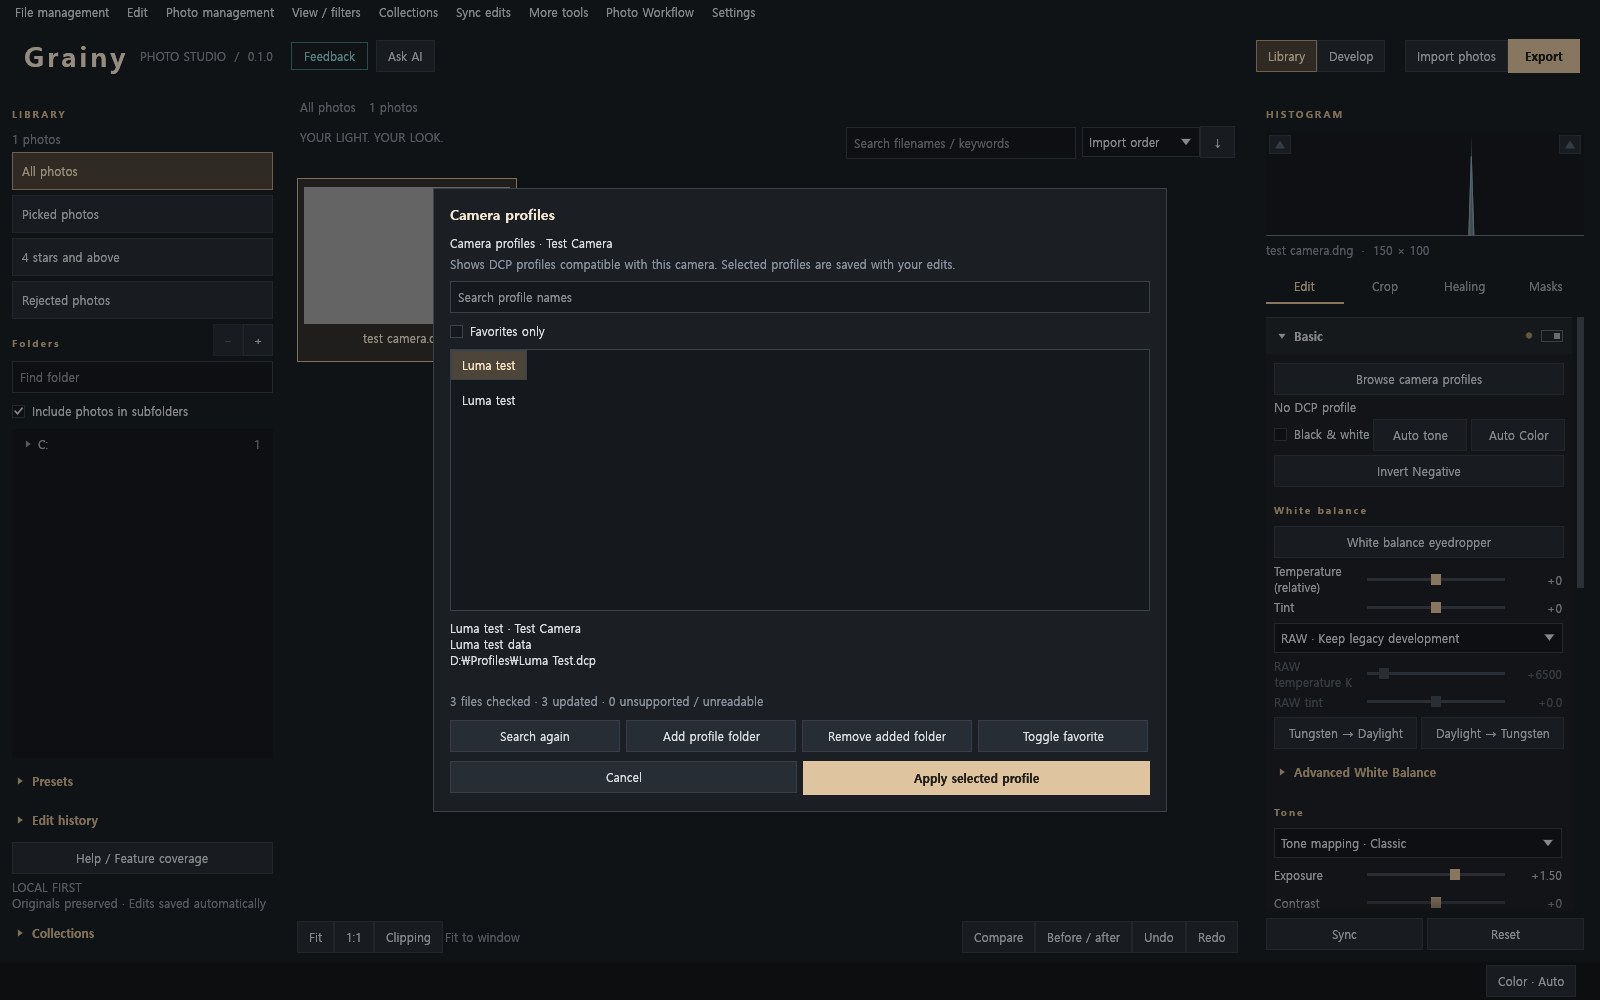 File management Edit Photo management View / filters Collections Sync edits More tools Photo Workflow Settings
Grainy PHOTO STUDIO / 0.1.0 Feedback Ask AI Library Develop Import photos Export
LIBRARY
1 photos
All photos
Picked photos
4 stars and above
Rejected photos
Folders − +
Find folder
Include photos in subfolders
C: 1
Presets
Edit history
Help / Feature coverage
LOCAL FIRST
Originals preserved · Edits saved automatically
Collections
All photos 1 photos
YOUR LIGHT. YOUR LOOK.
Search filenames / keywords Import order ↓
test camera.d
Camera profiles
Camera profiles · Test Camera
Shows DCP profiles compatible with this camera. Selected profiles are saved with your edits.
Search profile names
Favorites only
Luma test
Luma test
Luma test · Test Camera
Luma test data
D:₩Profiles₩Luma Test.dcp
3 files checked · 3 updated · 0 unsupported / unreadable
Search again Add profile folder Remove added folder Toggle favorite
Cancel Apply selected profile
Fit 1:1 Clipping Fit to window Compare Before / after Undo Redo
HISTOGRAM
test camera.dng · 150 × 100
Edit Crop Healing Masks
Basic
Browse camera profiles
No DCP profile
Black & white Auto tone Auto Color
Invert Negative
White balance
White balance eyedropper
Temperature
(relative) +0
Tint +0
RAW · Keep legacy development
RAW
temperature K +6500
RAW tint +0.0
Tungsten → Daylight Daylight → Tungsten
Advanced White Balance
Tone
Tone mapping · Classic
Exposure +1.50
Contrast +0
Sync Reset
Color · Auto